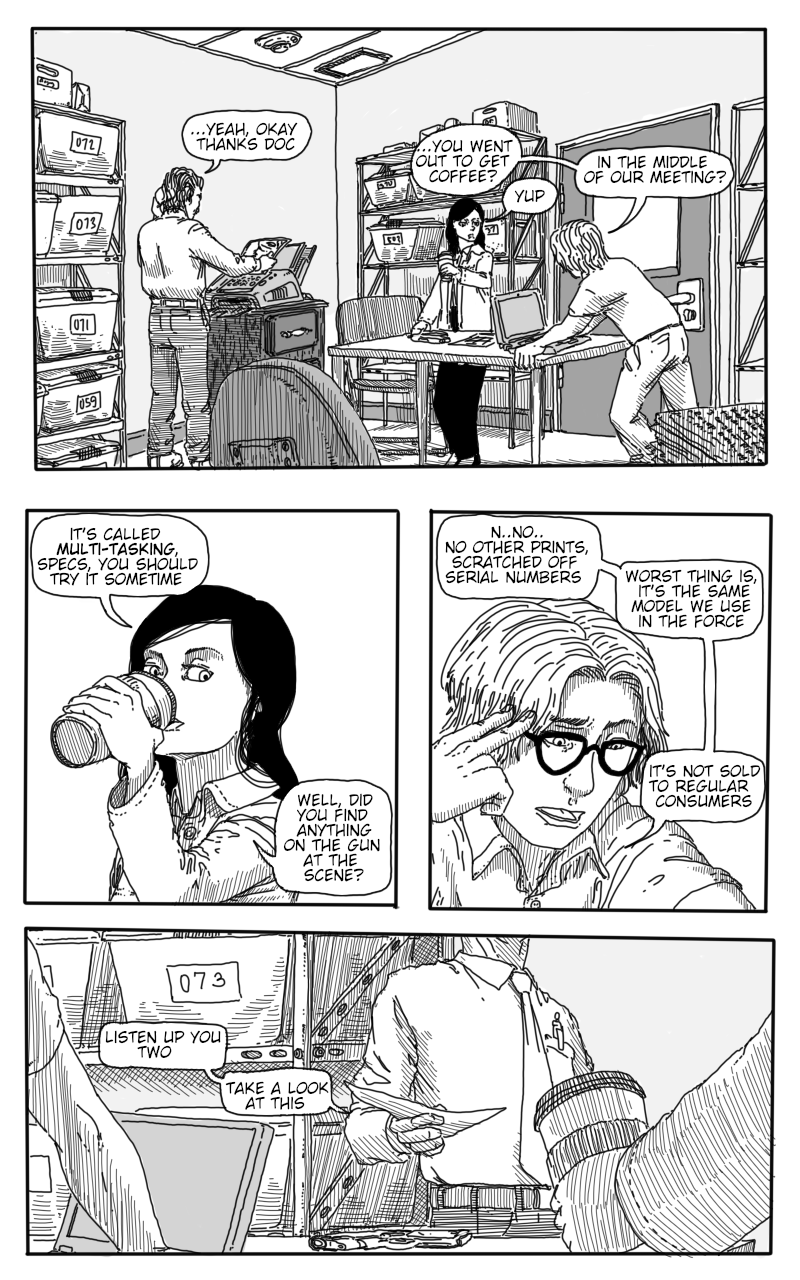 ...YEAH, OKAY
THANKS DOC
...YOU WENT
OUT TO GET
COFFEE?
IN THE MIDDLE
OF OUR MEETING?
YUP
072
073
071
059
IT'S CALLED
MULTI-TASKING,
SPECS, YOU SHOULD
TRY IT SOMETIME
WELL, DID
YOU FIND
ANYTHING
ON THE GUN
AT THE
SCENE?
N..NO..
NO OTHER PRINTS,
SCRATCHED OFF
SERIAL NUMBERS
WORST THING IS,
IT'S THE SAME
MODEL WE USE
IN THE FORCE
IT'S NOT SOLD
TO REGULAR
CONSUMERS
073
LISTEN UP YOU
TWO
TAKE A LOOK
AT THIS